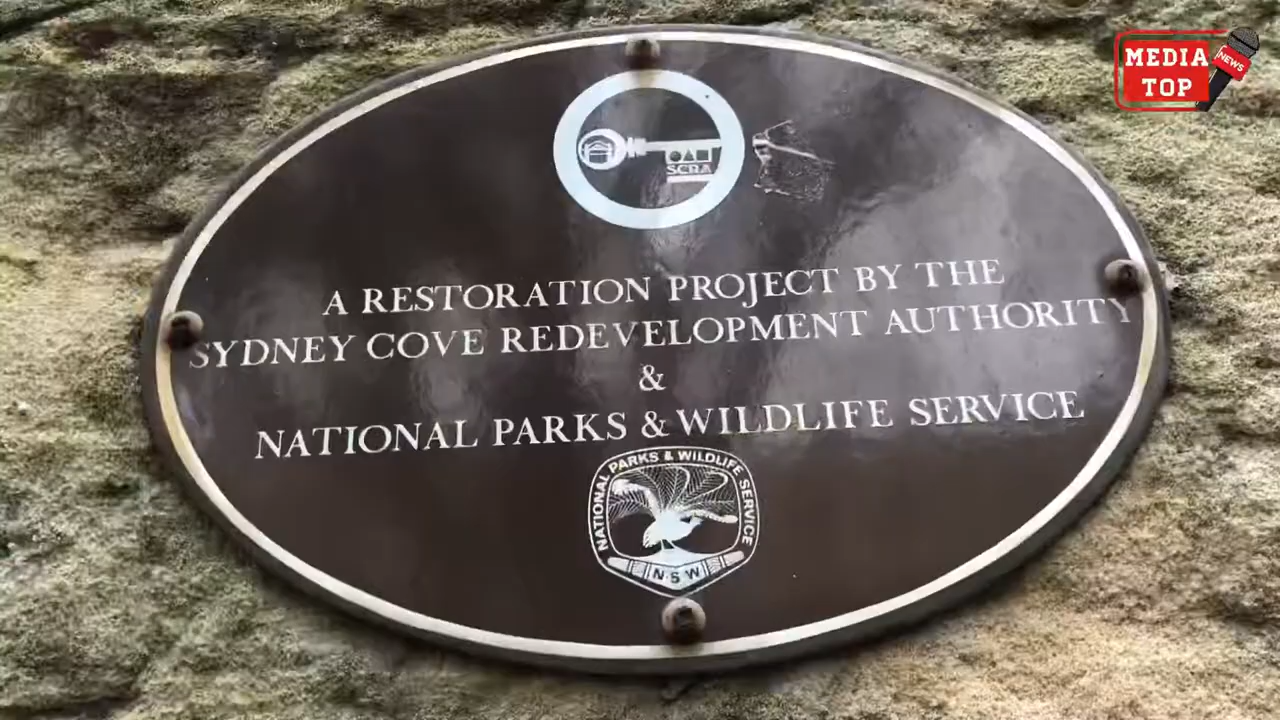 MEDIA
TOP
NEWS
SCRA
A RESTORATION PROJECT BY THE
SYDNEY COVE REDEVELOPMENT AUTHORITY
&
NATIONAL PARKS & WILDLIFE SERVICE
NATIONAL PARKS & WILDLIFE SERVICE
N·S·W